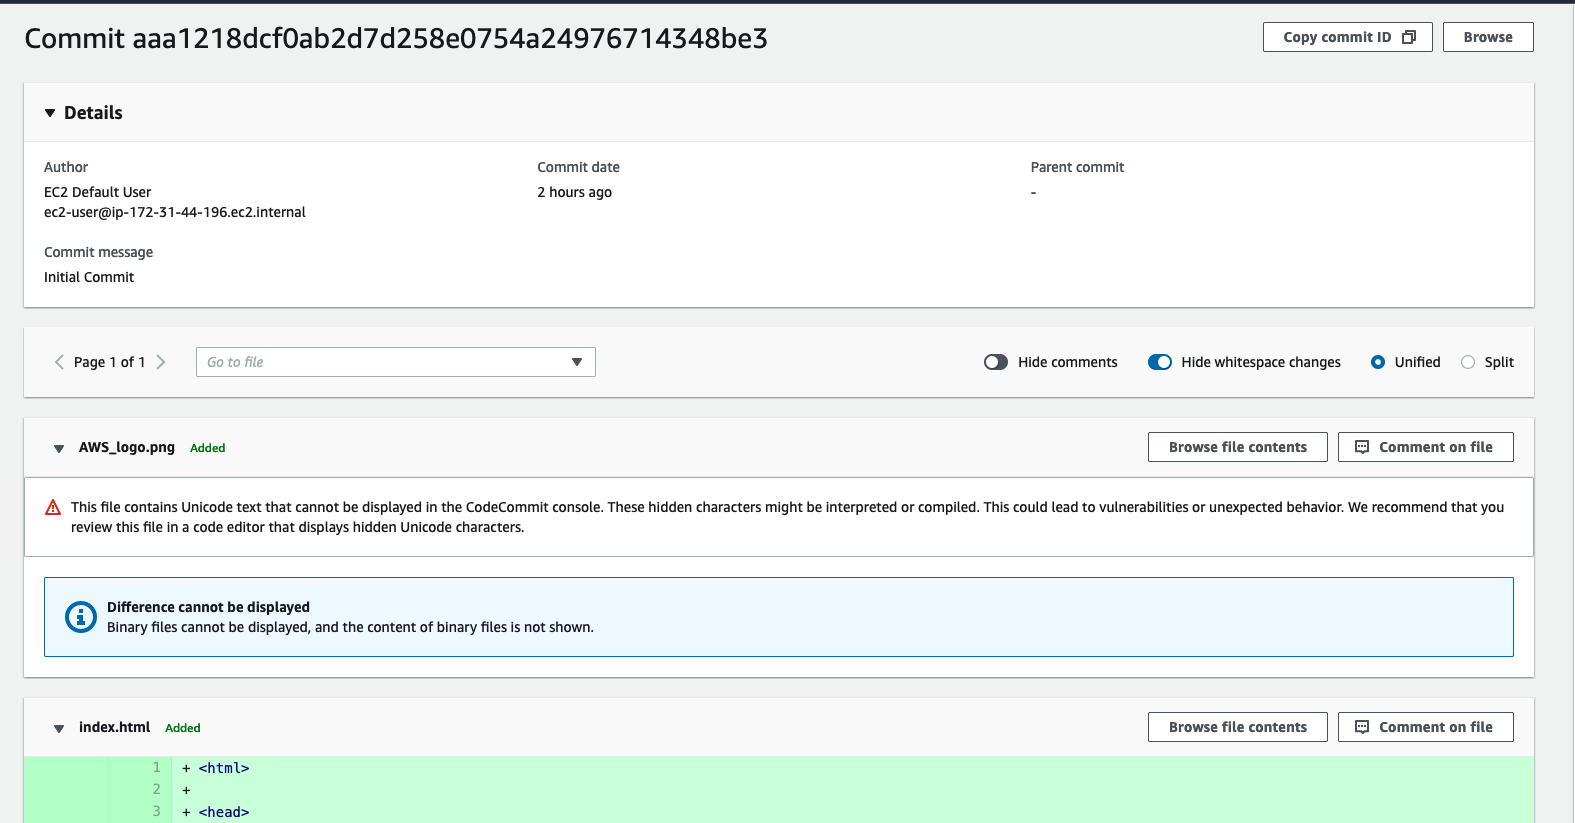 Commit aaa1218dcf0ab2d7d258e0754a24976714348be3
Copy commit ID
Browse
Details
Author
Commit date
Parent commit
EC2 Default User
2 hours ago
-
ec2-user@ip-172-31-44-196.ec2.internal
Commit message
Initial Commit
Page 1 of 1
Go to file
Hide comments
Hide whitespace changes
Unified
Split
AWS_logo.png Added
Browse file contents
Comment on file
This file contains Unicode text that cannot be displayed in the CodeCommit console. These hidden characters might be interpreted or compiled. This could lead to vulnerabilities or unexpected behavior. We recommend that you
review this file in a code editor that displays hidden Unicode characters.
Difference cannot be displayed
Binary files cannot be displayed, and the content of binary files is not shown.
index.html Added
Browse file contents
Comment on file
1 + <html>
2 +
3 + <head>